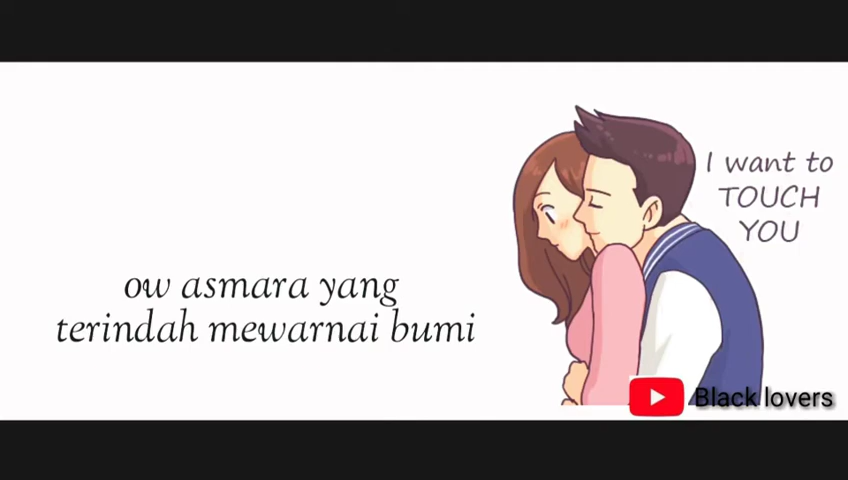 I want to
TOUCH
YOU
ow asmara yang
terindah mewarnai bumi
Black lovers